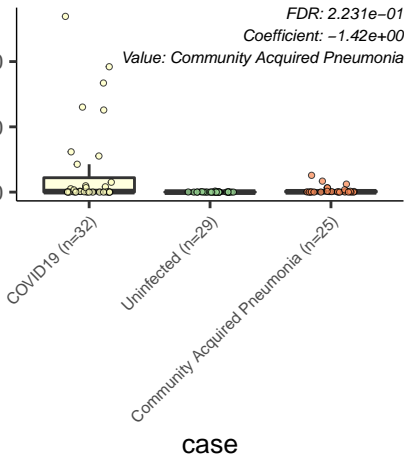 FDR: 2.231e−01
Coefficient: −1.42e+00
Value: Community Acquired Pneumonia
COVID19 (n=32)
Uninfected (n=29)
Community Acquired Pneumonia (n=25)
case